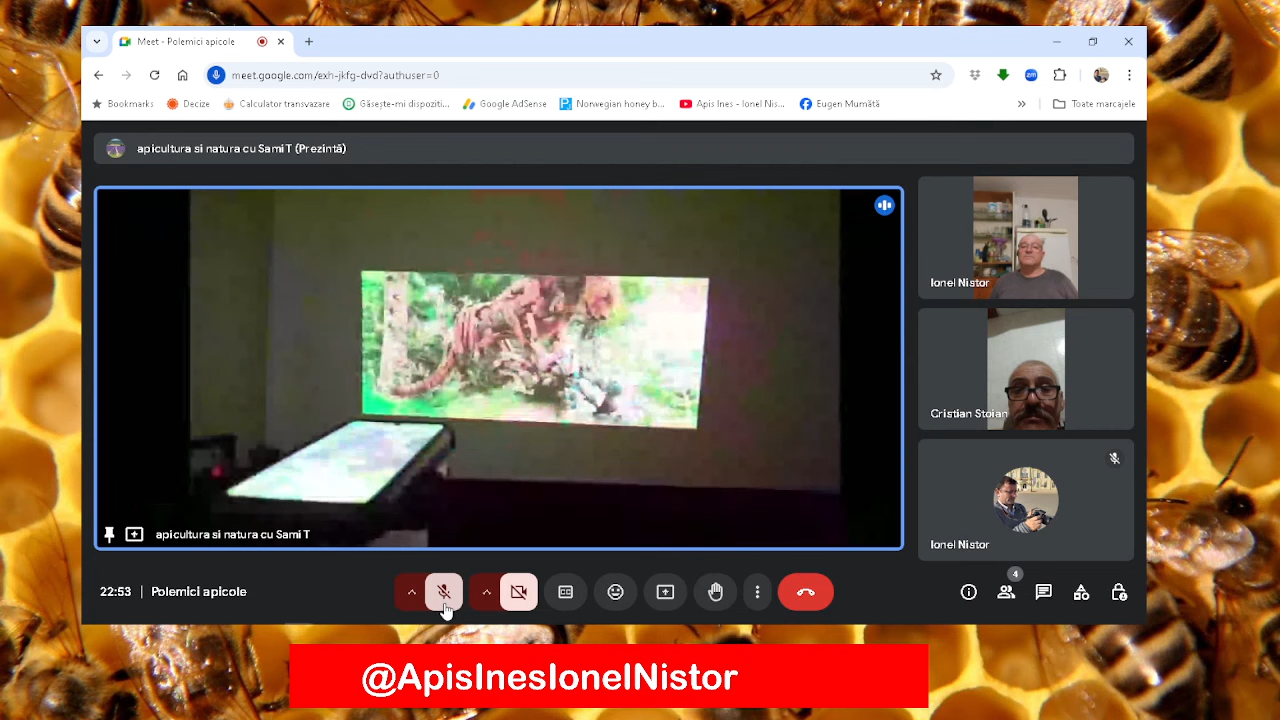 Meet - Polemici apicole
meet.google.com/exh-jkfg-dvd?authuser=0
zm
Bookmarks
Decize
Calculator transvazare
Găsește-mi dispoziti...
Google AdSense
Norwegian honey b...
Apis Ines - Ionel Nis...
Eugen Mumătă
»
Toate marcajele
apicultura si natura cu Sami T (Prezintă)
Ionel Nistor
Cristian Stoian
apicultura si natura cu Sami T
Ionel Nistor
22:53 | Polemici apicole
4
@ApisInesIonelNistor